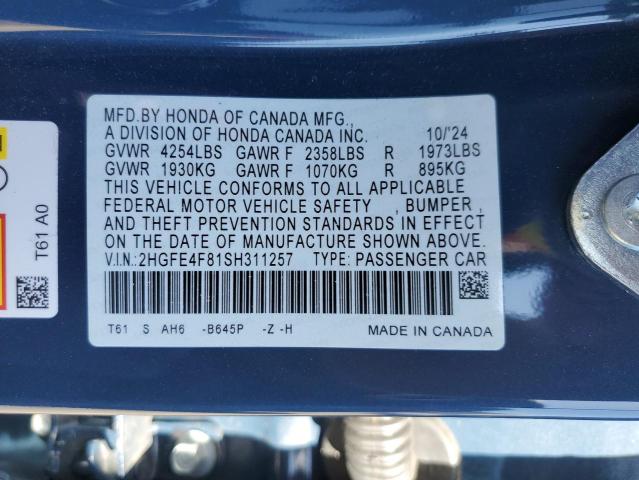 MFD.BY HONDA OF CANADA MFG.,
A DIVISION OF HONDA CANADA INC. 10/'24
GVWR 4254LBS GAWR F 2358LBS R 1973LBS
GVWR 1930KG GAWR F 1070KG R 895KG
THIS VEHICLE CONFORMS TO ALL APPLICABLE
FEDERAL MOTOR VEHICLE SAFETY , BUMPER ,
AND THEFT PREVENTION STANDARDS IN EFFECT
ON THE DATE OF MANUFACTURE SHOWN ABOVE.
V.I.N.:2HGFE4F81SH311257 TYPE: PASSENGER CAR
T61 S AH6 -B645P -Z -H MADE IN CANADA
T61 A0